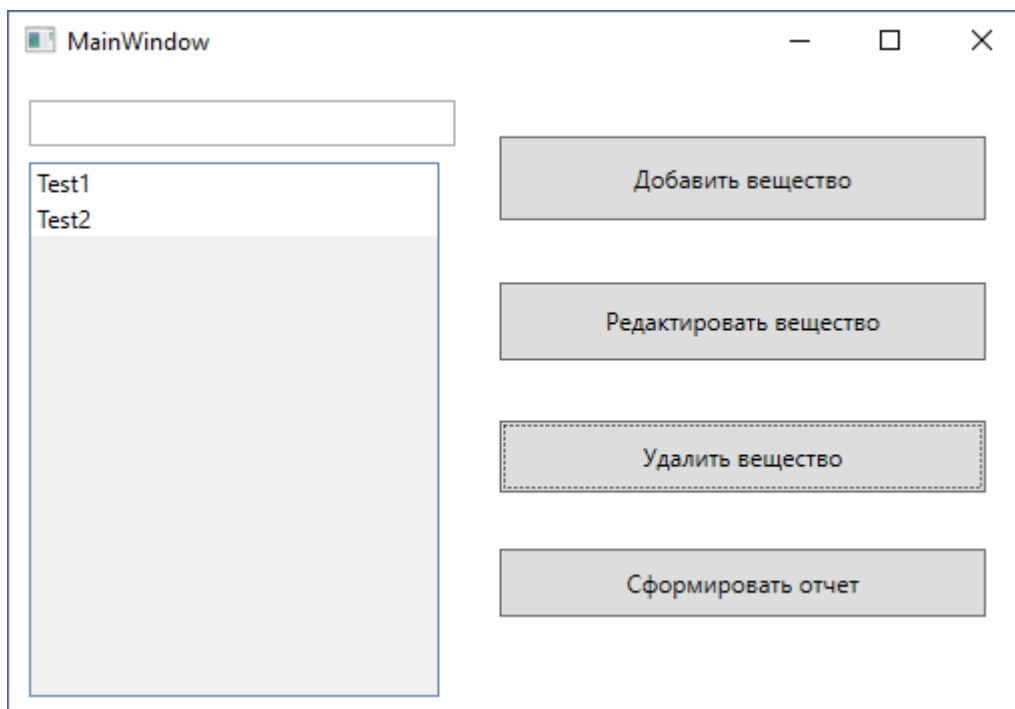 MainWindow
Test1
Test2
Добавить вещество
Редактировать вещество
Удалить вещество
Сформировать отчет